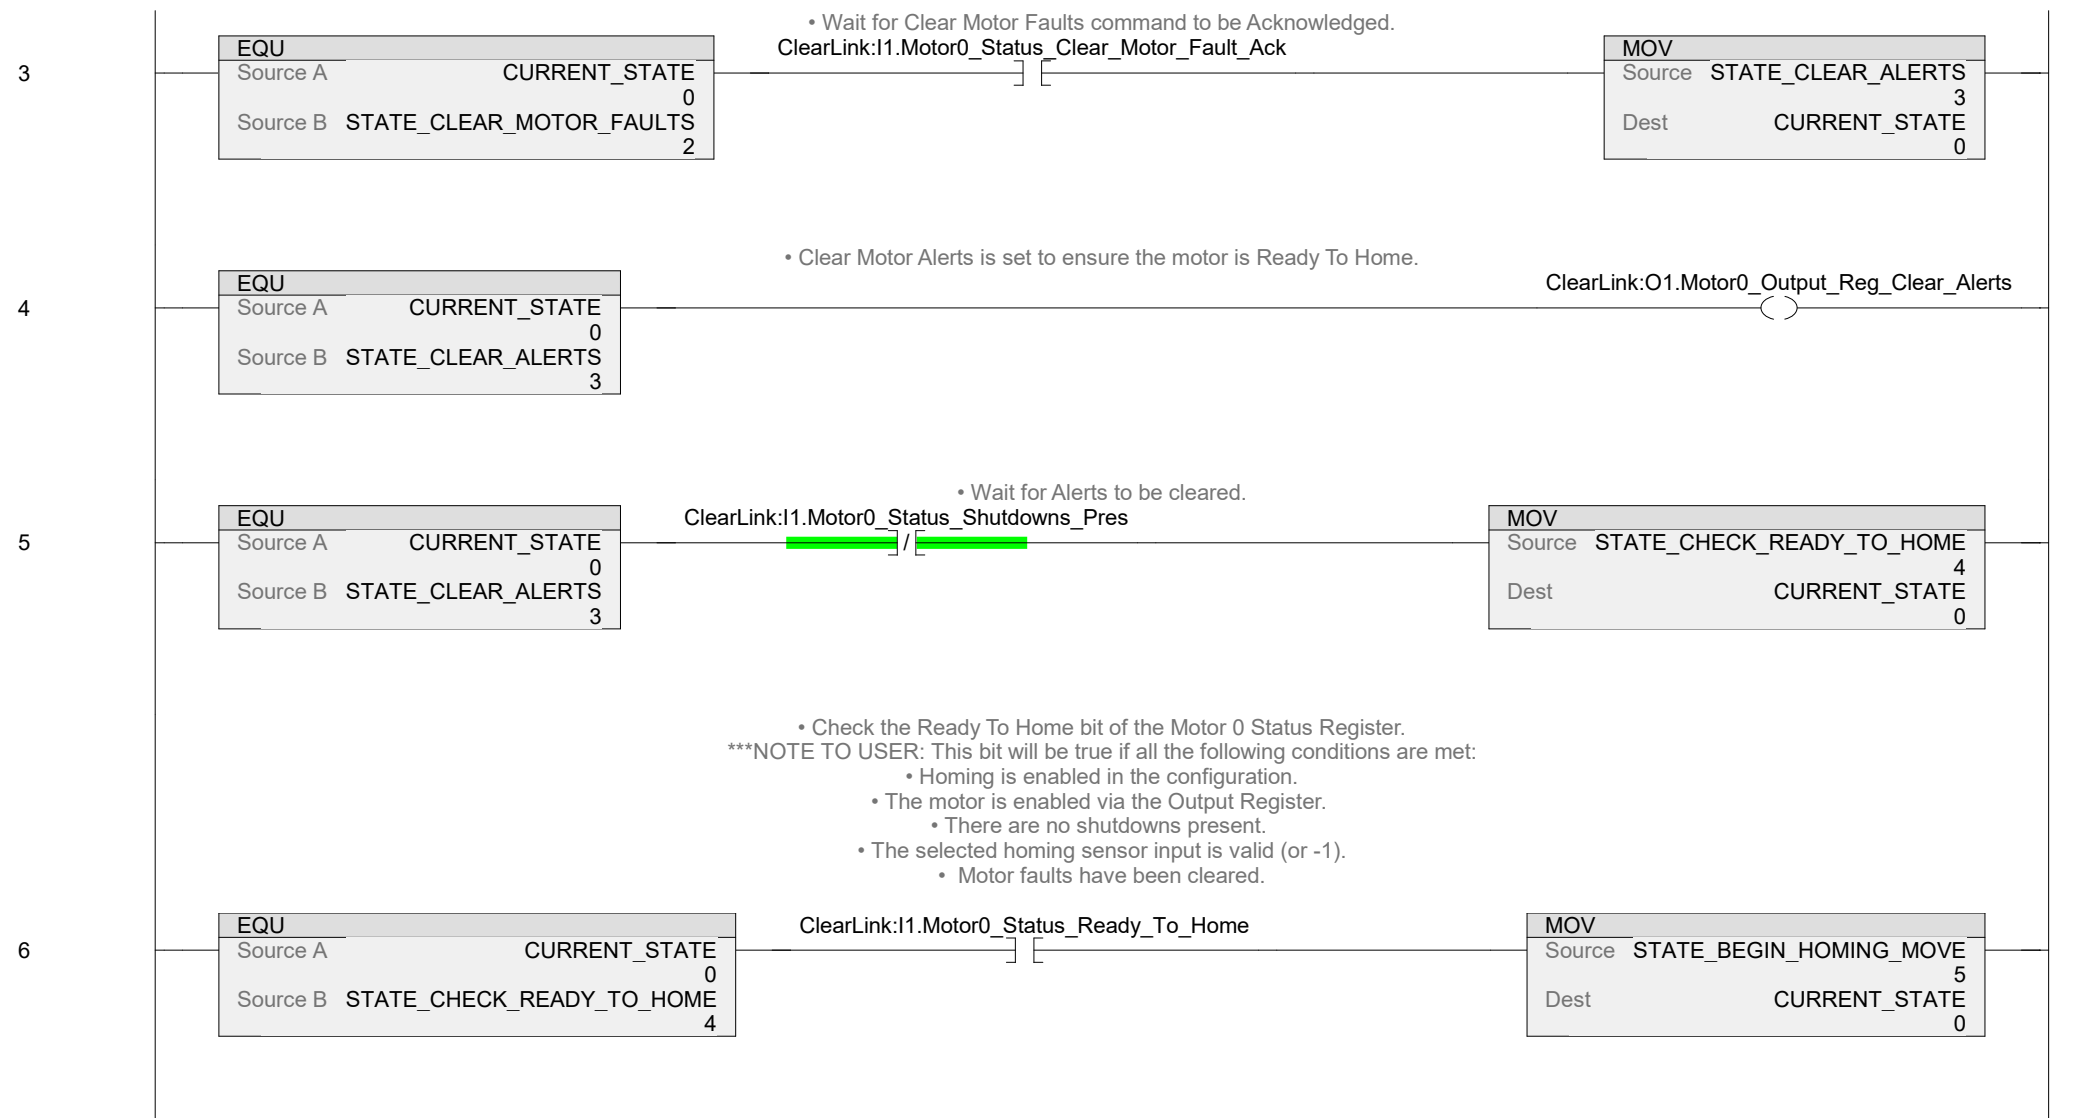 • Wait for Clear Motor Faults command to be Acknowledged.
3
EQU
Source A CURRENT_STATE
0
Source B STATE_CLEAR_MOTOR_FAULTS
2
ClearLink:I1.Motor0_Status_Clear_Motor_Fault_Ack
MOV
Source STATE_CLEAR_ALERTS
3
Dest CURRENT_STATE
0
• Clear Motor Alerts is set to ensure the motor is Ready To Home.
4
EQU
Source A CURRENT_STATE
0
Source B STATE_CLEAR_ALERTS
3
ClearLink:O1.Motor0_Output_Reg_Clear_Alerts
• Wait for Alerts to be cleared.
5
EQU
Source A CURRENT_STATE
0
Source B STATE_CLEAR_ALERTS
3
ClearLink:I1.Motor0_Status_Shutdowns_Pres
/
MOV
Source STATE_CHECK_READY_TO_HOME
4
Dest CURRENT_STATE
0
• Check the Ready To Home bit of the Motor 0 Status Register.
***NOTE TO USER: This bit will be true if all the following conditions are met:
• Homing is enabled in the configuration.
• The motor is enabled via the Output Register.
• There are no shutdowns present.
• The selected homing sensor input is valid (or -1).
• Motor faults have been cleared.
6
EQU
Source A CURRENT_STATE
0
Source B STATE_CHECK_READY_TO_HOME
4
ClearLink:I1.Motor0_Status_Ready_To_Home
MOV
Source STATE_BEGIN_HOMING_MOVE
5
Dest CURRENT_STATE
0